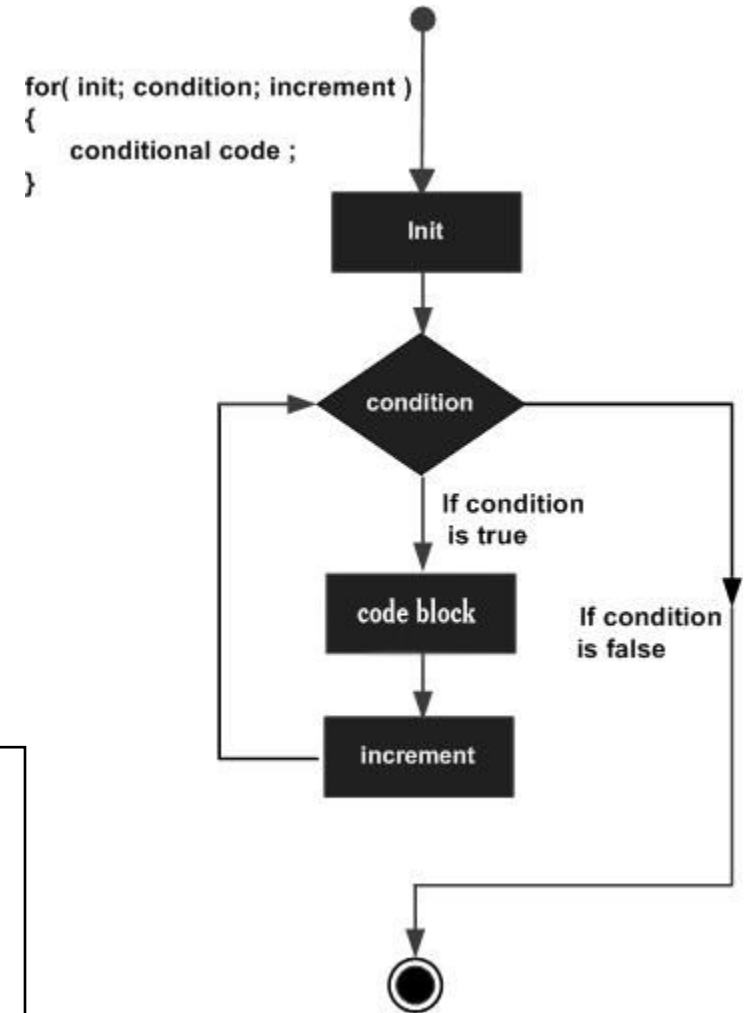 for( init; condition; increment )
{
conditional code ;
}
Init
condition
If condition
is true
code block
If condition
is false
increment